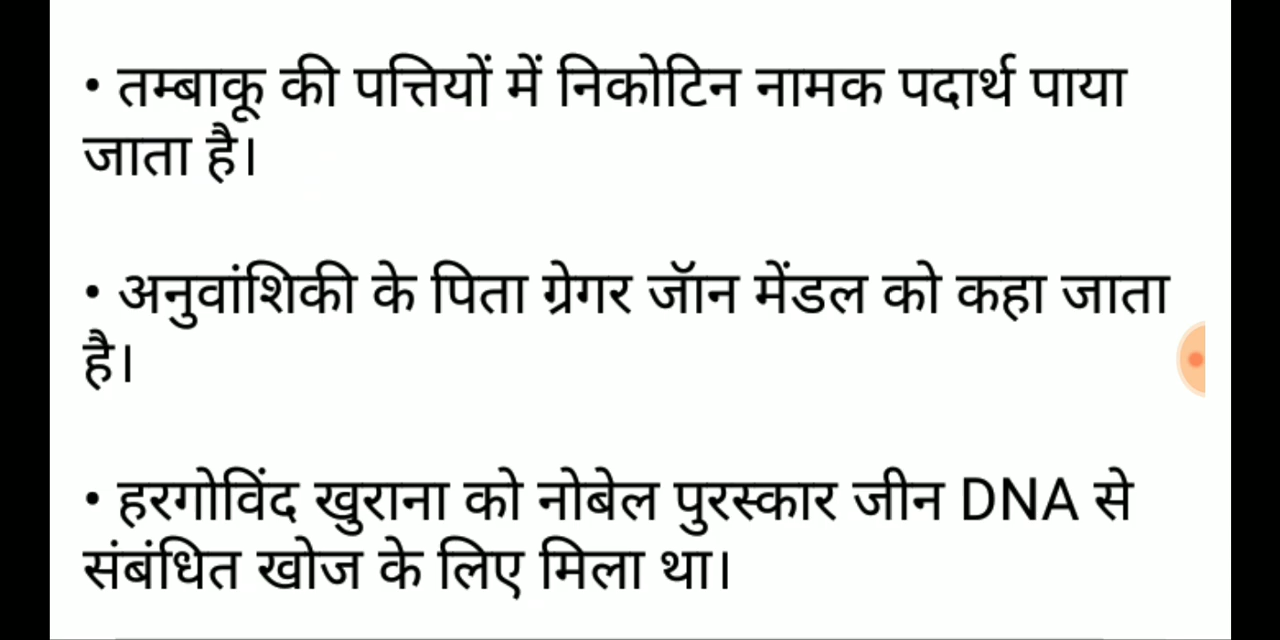 • तम्बाकू की पत्तियों में निकोटिन नामक पदार्थ पाया
जाता है।
• अनुवांशिकी के पिता ग्रेगर जॉन मेंडल को कहा जाता
है।
• हरगोविंद खुराना को नोबेल पुरस्कार जीन DNA से
संबंधित खोज के लिए मिला था।